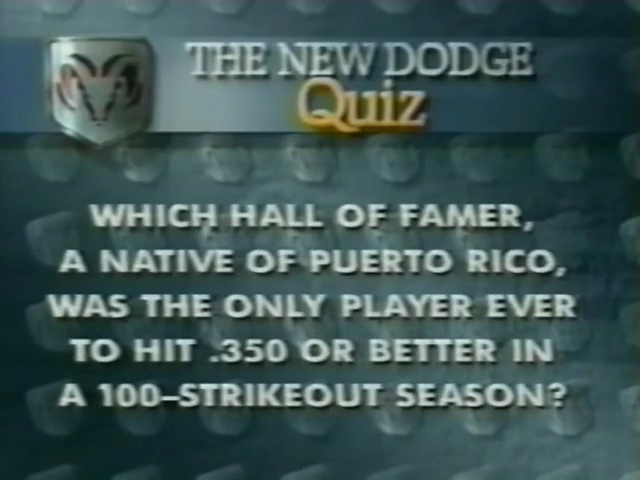 THE NEW DODGE
Quiz
WHICH HALL OF FAMER,
A NATIVE OF PUERTO RICO,
WAS THE ONLY PLAYER EVER
TO HIT .350 OR BETTER IN
A 100-STRIKEOUT SEASON?